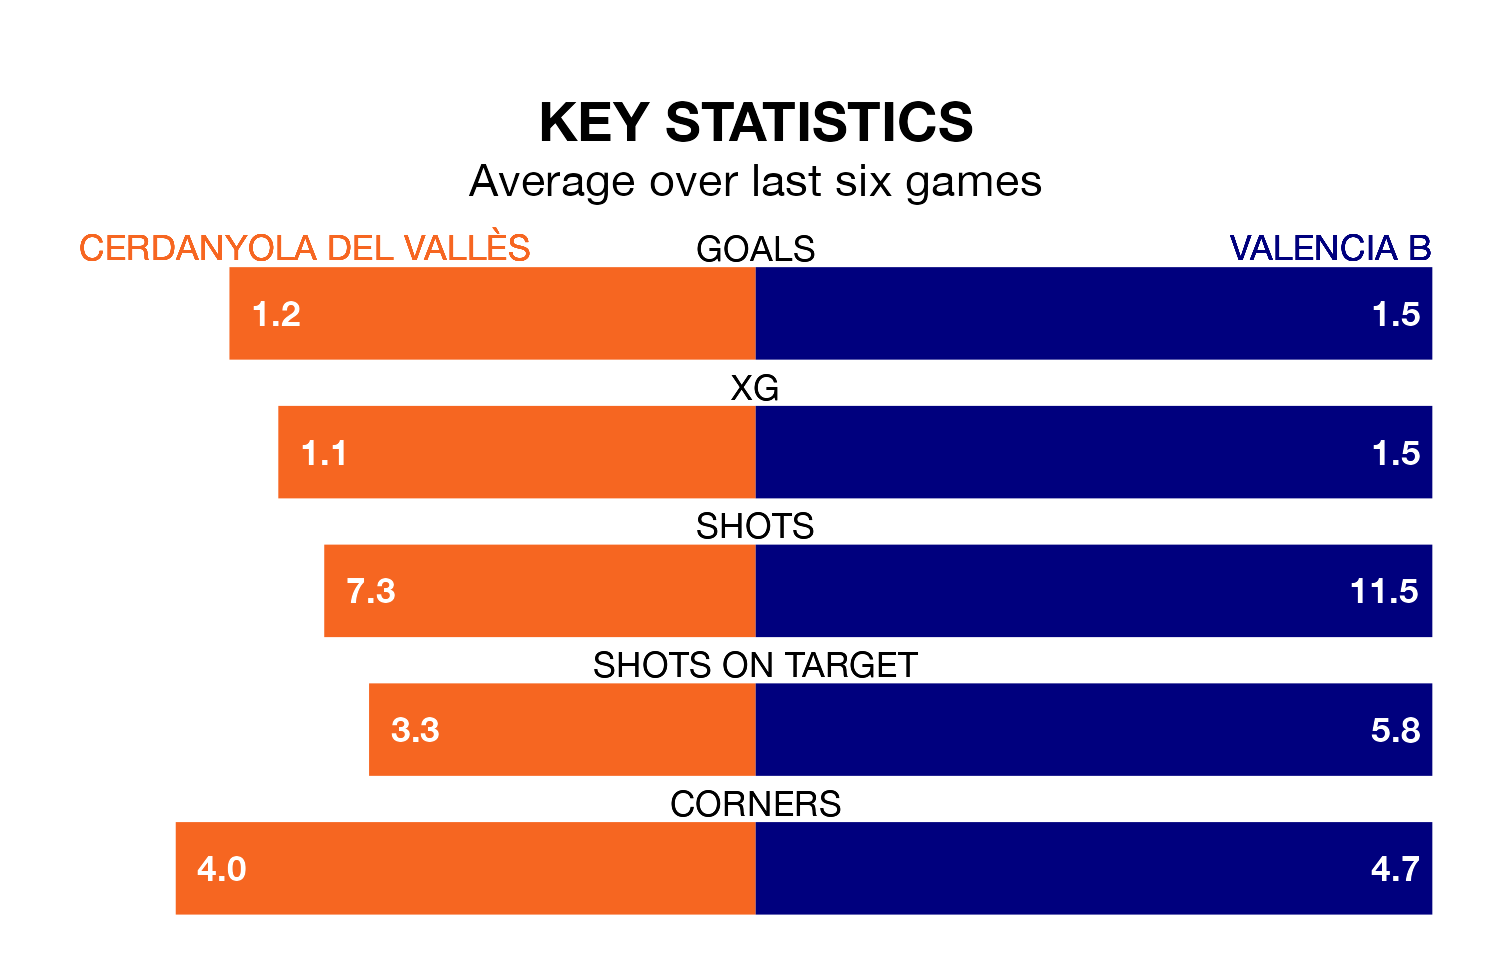 KEY STATISTICS
Average over last six games
CERDANYOLA DEL VALLÈS GOALS VALENCIA B
1.2 1.5
XG
1.1 1.5
SHOTS
7.3 11.5
SHOTS ON TARGET
3.3 5.8
CORNERS
4.0 4.7